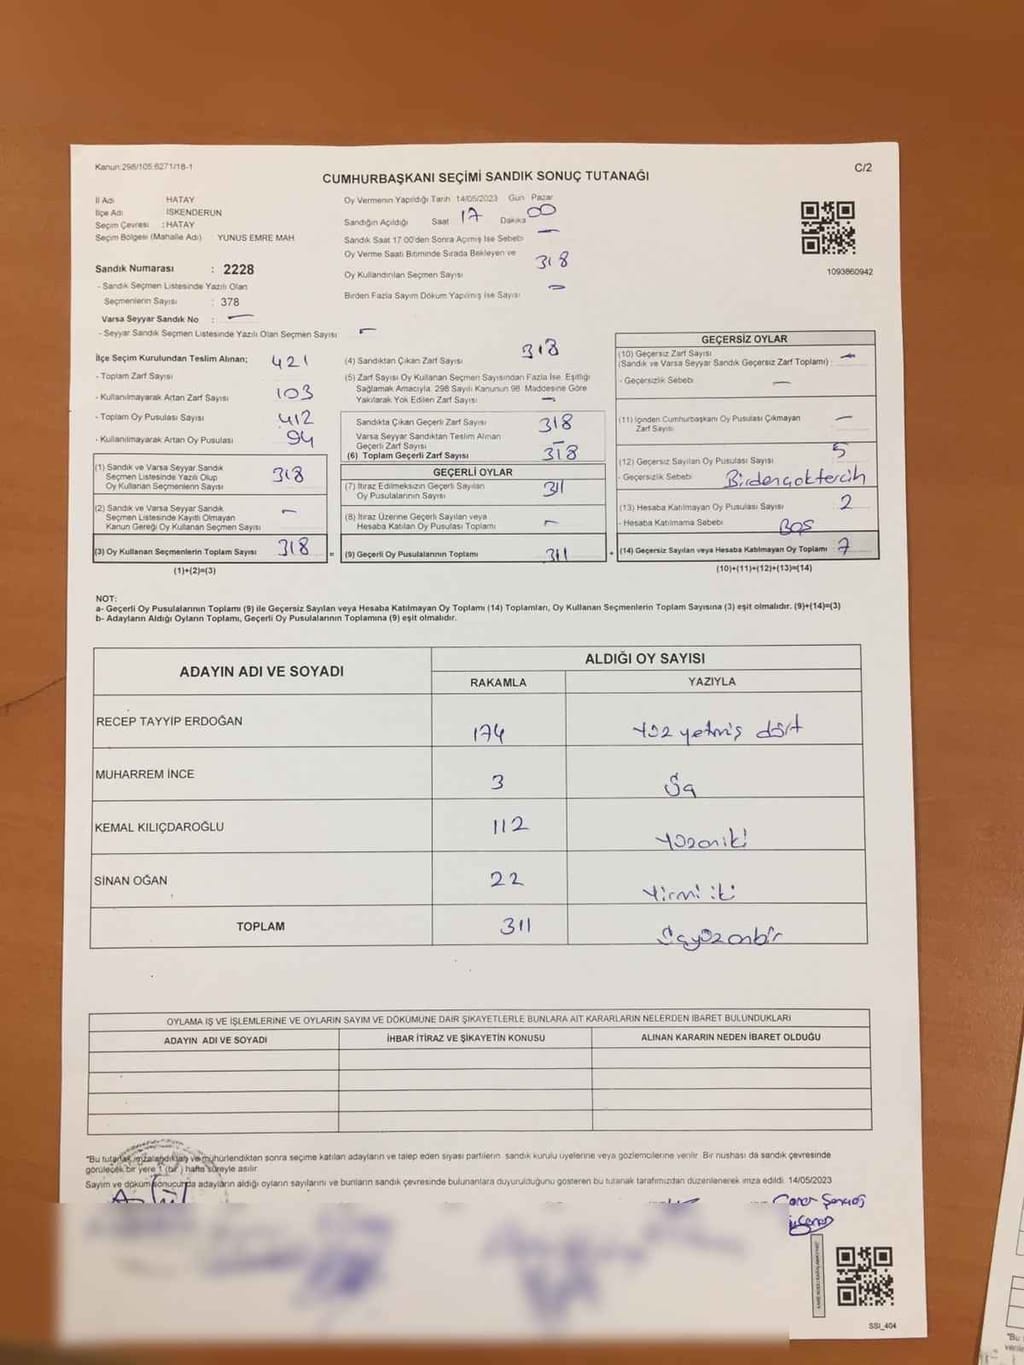 Kanun:298/105.6271/18-1
C/2
CUMHURBAŞKANI SEÇİMİ SANDIK SONUÇ TUTANAĞI
İl Adı HATAY
İlçe Adı İSKENDERUN
Seçim Çevresi : HATAY
Seçim Bölgesi (Mahalle Adı) YUNUS EMRE MAH
Sandık Numarası : 2228
- Sandık Seçmen Listesinde Yazılı Olan
Seçmenlerin Sayısı : 378
Varsa Seyyar Sandık No : -
- Seyyar Sandık Seçmen Listesinde Yazılı Olan Seçmen Sayısı -
Oy Vermenin Yapıldığı Tarih 14/05/2023 Gün Pazar
Sandığın Açıldığı Saat 17 Dakika 00
Sandık Saat 17:00'den Sonra Açılmış İse Sebebi -
Oy Verme Saati Bitiminde Sırada Bekleyen ve
Oy Kullandırılan Seçmen Sayısı 318
Birden Fazla Sayım Döküm Yapılmış İse Sayısı -
1093860942
İlçe Seçim Kurulundan Teslim Alınan;
- Toplam Zarf Sayısı 421
- Kullanılmayarak Artan Zarf Sayısı 103
- Toplam Oy Pusulası Sayısı 412
- Kullanılmayarak Artan Oy Pusulası 94
(1) Sandık ve Varsa Seyyar Sandık
Seçmen Listesinde Yazılı Olup
Oy Kullanan Seçmenlerin Sayısı 318
(2) Sandık ve Varsa Seyyar Sandık
Seçmen Listesinde Kayıtlı Olmayan
Kanun Gereği Oy Kullanan Seçmen Sayısı -
(3) Oy Kullanan Seçmenlerin Toplam Sayısı 318
(1)+(2)=(3)
(4) Sandıktan Çıkan Zarf Sayısı 318
(5) Zarf Sayısı Oy Kullanan Seçmen Sayısından Fazla İse, Eşitliği
Sağlamak Amacıyla, 298 Sayılı Kanunun 98. Maddesine Göre
Yakılarak Yok Edilen Zarf Sayısı -
Sandıkta Çıkan Geçerli Zarf Sayısı 318
Varsa Seyyar Sandıktan Teslim Alınan
Geçerli Zarf Sayısı -
(6) Toplam Geçerli Zarf Sayısı 318
GEÇERLİ OYLAR
(7) İtiraz Edilmeksizin Geçerli Sayılan
Oy Pusulalarının Sayısı 311
(8) İtiraz Üzerine Geçerli Sayılan veya
Hesaba Katılan Oy Pusulası Toplamı -
= (9) Geçerli Oy Pusulalarının Toplamı 311
GEÇERSİZ OYLAR
(10) Geçersiz Zarf Sayısı
(Sandık ve Varsa Seyyar Sandık Geçersiz Zarf Toplamı) : -
- Geçersizlik Sebebi -
(11) İçinden Cumhurbaşkanı Oy Pusulası Çıkmayan
Zarf Sayısı -
(12) Geçersiz Sayılan Oy Pusulası Sayısı 5
- Geçersizlik Sebebi Birden çok tercih
(13) Hesaba Katılmayan Oy Pusulası Sayısı 2
- Hesaba Katılmama Sebebi BOŞ
+ (14) Geçersiz Sayılan veya Hesaba Katılmayan Oy Toplamı 7
(10)+(11)+(12)+(13)=(14)
NOT:
a- Geçerli Oy Pusulalarının Toplamı (9) ile Geçersiz Sayılan veya Hesaba Katılmayan Oy Toplamı (14) Toplamları, Oy Kullanan Seçmenlerin Toplam Sayısına (3) eşit olmalıdır. (9)+(14)=(3)
b- Adayların Aldığı Oyların Toplamı, Geçerli Oy Pusulalarının Toplamına (9) eşit olmalıdır.
ADAYIN ADI VE SOYADI ALDIĞI OY SAYISI
RAKAMLA YAZIYLA
RECEP TAYYİP ERDOĞAN 174 Yüz yetmiş dört
MUHARREM İNCE 3 Üç
KEMAL KILIÇDAROĞLU 112 Yüzoniki
SİNAN OĞAN 22 Yirmi iki
TOPLAM 311 Üçyüzonbir
OYLAMA İŞ VE İŞLEMLERİNE VE OYLARIN SAYIM VE DÖKÜMÜNE DAİR ŞİKAYETLERLE BUNLARA AİT KARARLARIN NELERDEN İBARET BULUNDUKLARI
ADAYIN ADI VE SOYADI İHBAR İTİRAZ VE ŞİKAYETİN KONUSU ALINAN KARARIN NEDEN İBARET OLDUĞU
"Bu tutanak imzalandıktan ve mühürlendikten sonra seçime katılan adayların ve talep eden siyasi partilerin sandık kurulu üyelerine veya gözlemcilerine verilir. Bir nushası da sandık çevresinde
görülecek bir yere 1 (bir) hafta süreyle asılır.
Sayım ve döküm sonucunda adayların aldığı oyların sayılarını ve bunların sandık çevresinde bulunanlara duyurulduğunu gösteren bu tutanak tarafımızdan düzenlenerek imza edildi. 14/05/2023
SSI_404